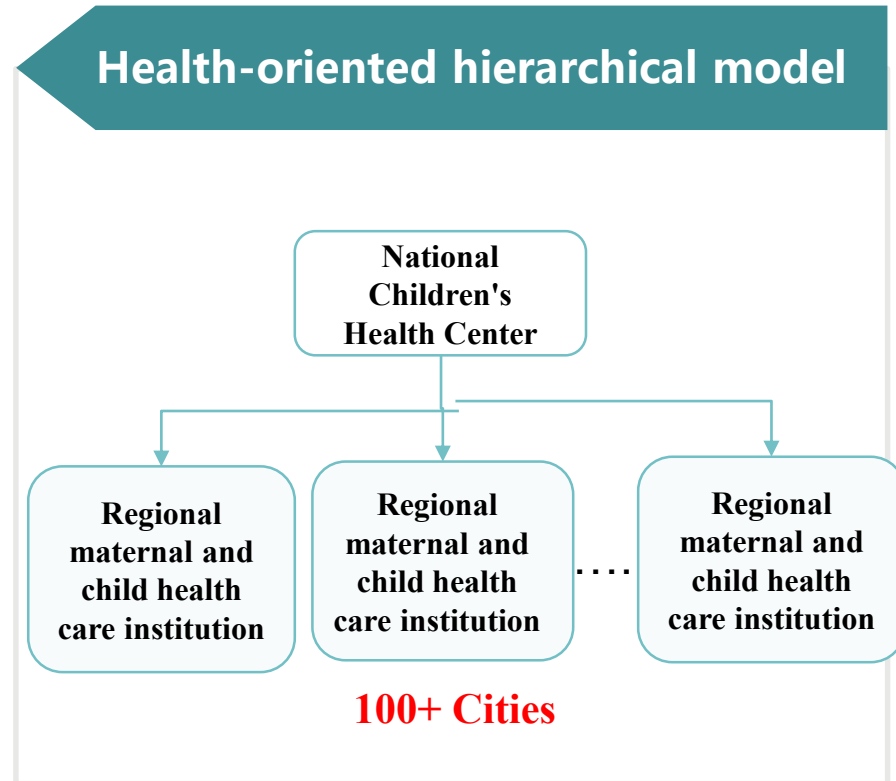 Health-oriented hierarchical model
National
Children's
Health Center
Regional
maternal and
child health
care institution
Regional
maternal and
child health
care institution
....
Regional
maternal and
child health
care institution
100+ Cities